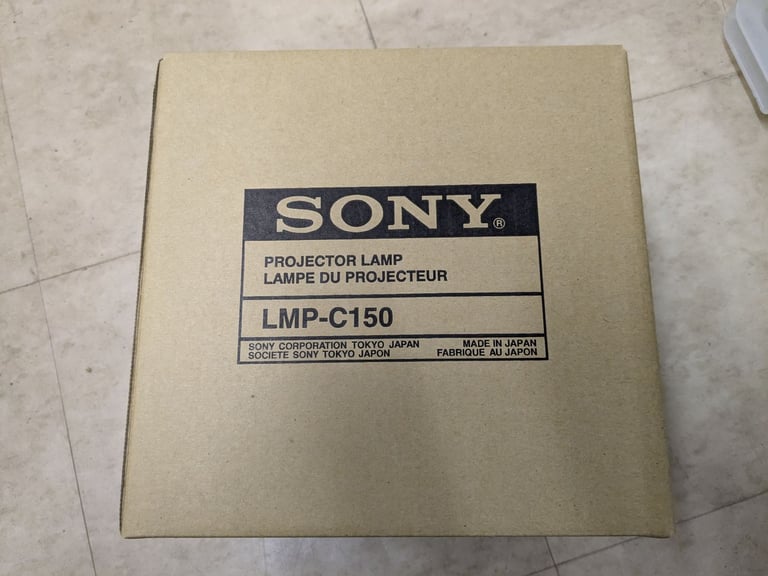 SONY®
PROJECTOR LAMP
LAMPE DU PROJECTEUR
LMP-C150
SONY CORPORATION TOKYO JAPAN MADE IN JAPAN
SOCIETE SONY TOKYO JAPON FABRIQUE AU JAPON